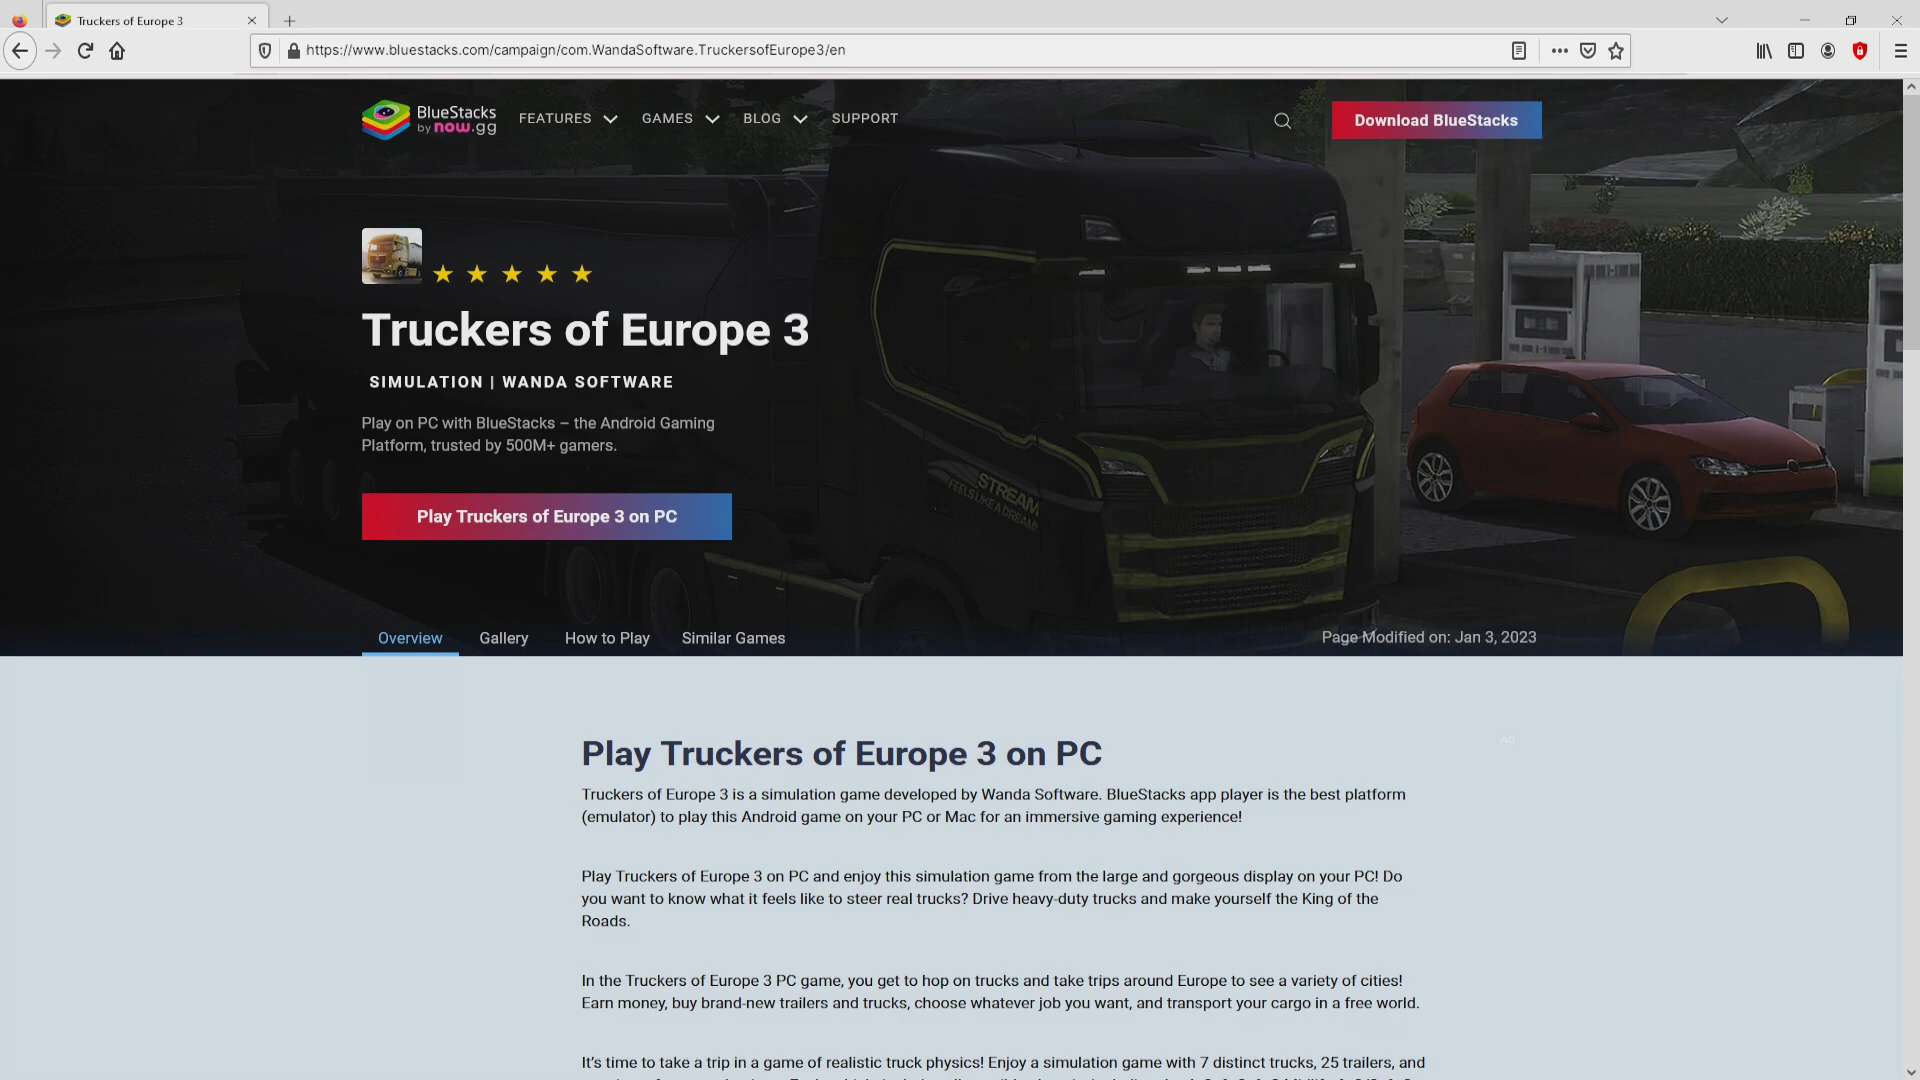 Truckers of Europe 3
https://www.bluestacks.com/campaign/com.WandaSoftware.TruckersofEurope3/en
BlueStacks
by now.gg
FEATURES
GAMES
BLOG
SUPPORT
Download BlueStacks
Truckers of Europe 3
SIMULATION | WANDA SOFTWARE
Play on PC with BlueStacks – the Android Gaming
Platform, trusted by 500M+ gamers.
STREAM
FEELS LIKE A DREAM
Play Truckers of Europe 3 on PC
Overview
Gallery
How to Play
Similar Games
Page Modified on: Jan 3, 2023
Play Truckers of Europe 3 on PC
Ad
Truckers of Europe 3 is a simulation game developed by Wanda Software. BlueStacks app player is the best platform
(emulator) to play this Android game on your PC or Mac for an immersive gaming experience!
Play Truckers of Europe 3 on PC and enjoy this simulation game from the large and gorgeous display on your PC! Do
you want to know what it feels like to steer real trucks? Drive heavy-duty trucks and make yourself the King of the
Roads.
In the Truckers of Europe 3 PC game, you get to hop on trucks and take trips around Europe to see a variety of cities!
Earn money, buy brand-new trailers and trucks, choose whatever job you want, and transport your cargo in a free world.
It's time to take a trip in a game of realistic truck physics! Enjoy a simulation game with 7 distinct trucks, 25 trailers, and